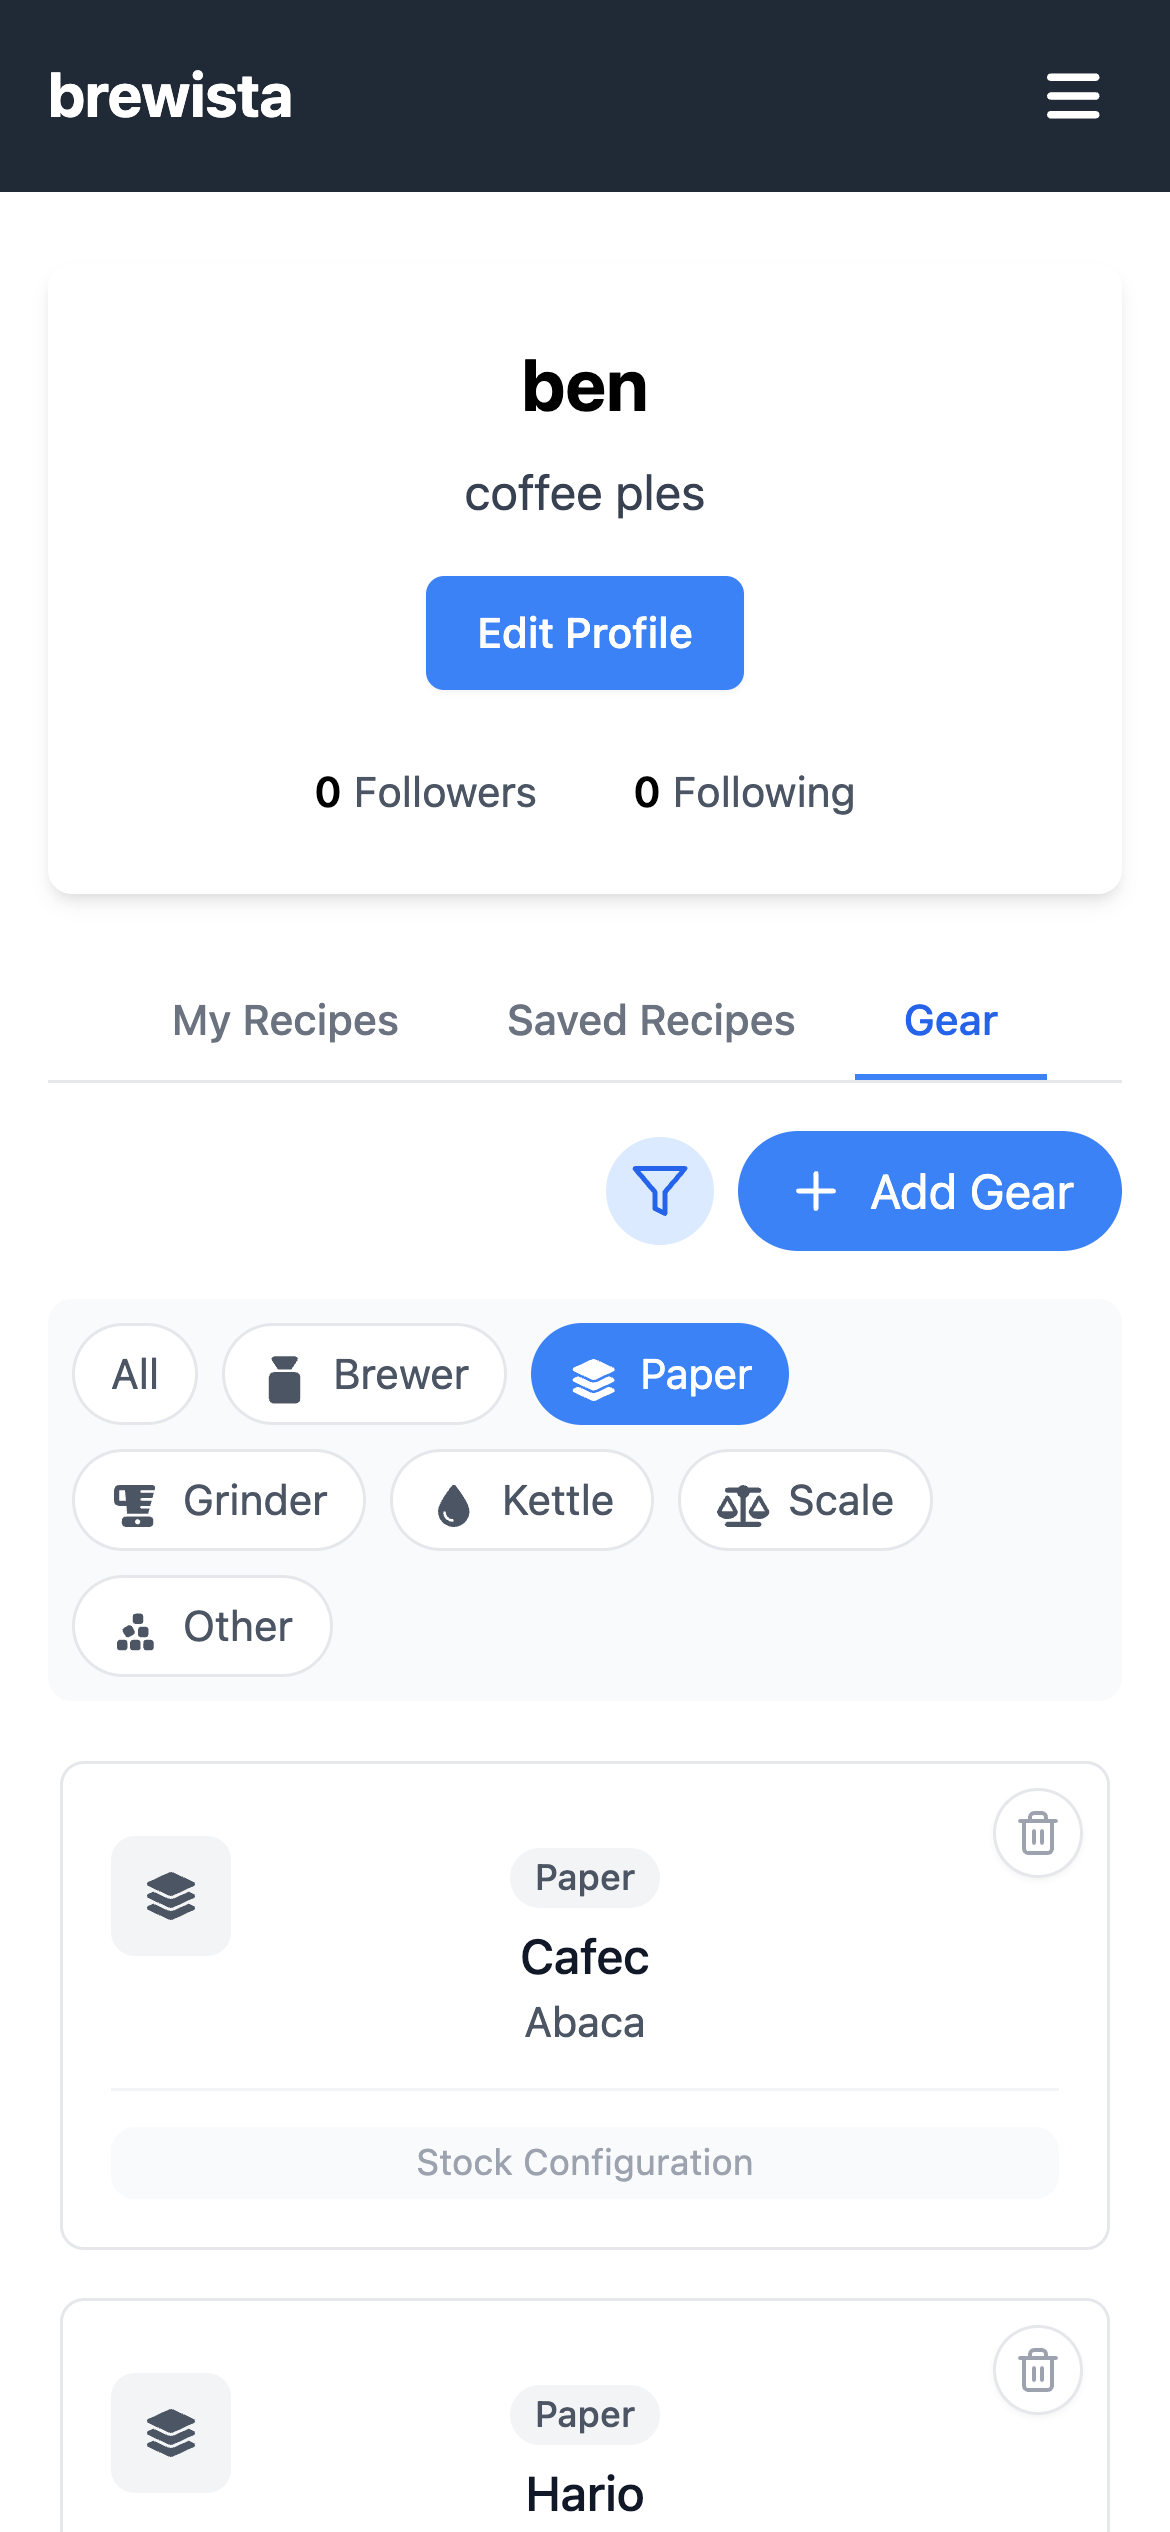 brewista
ben
coffee ples
Edit Profile
0 Followers 0 Following
My Recipes Saved Recipes Gear
Add Gear
All Brewer Paper
Grinder Kettle Scale
Other
Paper
Cafec
Abaca
Stock Configuration
Paper
Hario